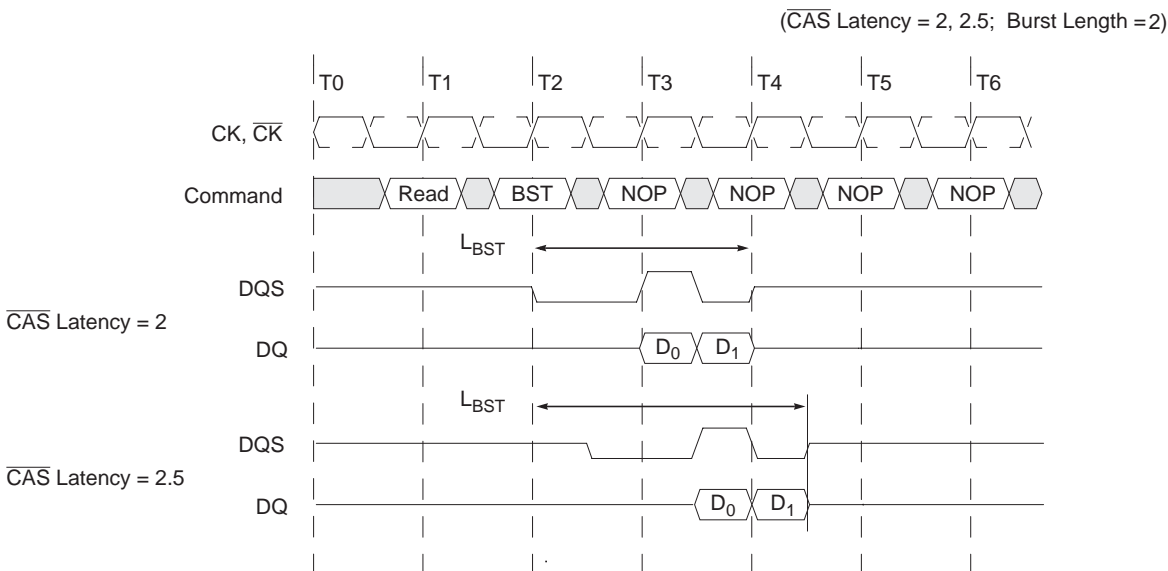 (CAS Latency = 2, 2.5; Burst Length =2)
T0 T1 T2 T3 T4 T5 T6
CK, CK
Command Read BST NOP NOP NOP NOP
LBST
DQS
CAS Latency = 2
DQ D0 D1
LBST
DQS
CAS Latency = 2.5
DQ D0 D1